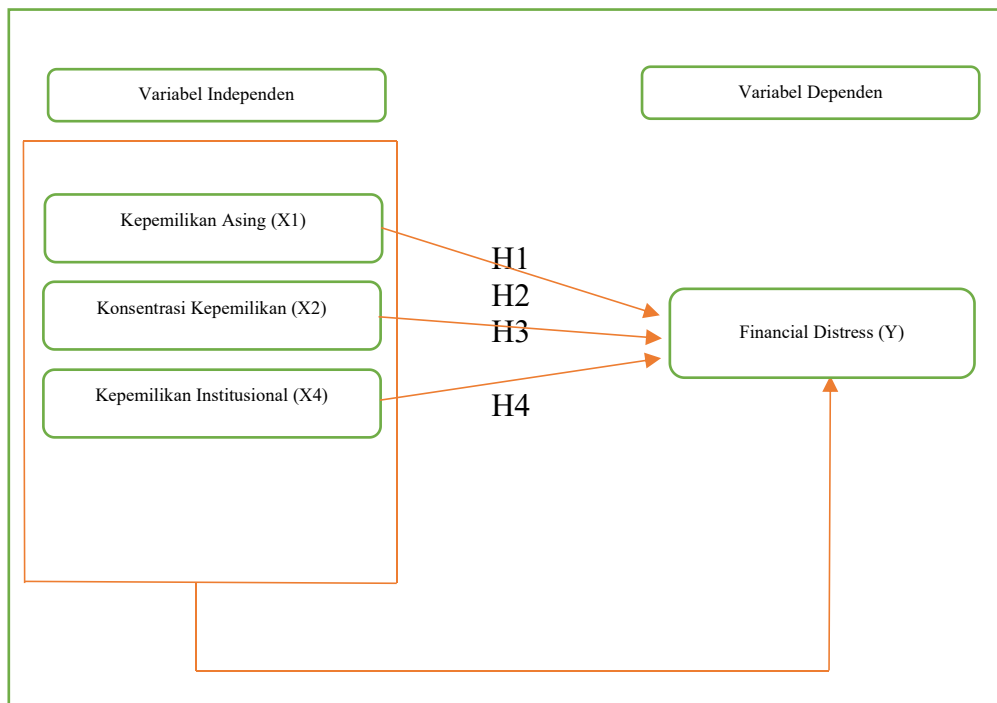 Variabel Independen
Variabel Dependen
Kepemilikan Asing (X1)
H1
Konsentrasi Kepemilikan (X2)
H2
H3
Financial Distress (Y)
Kepemilikan Institusional (X4)
H4